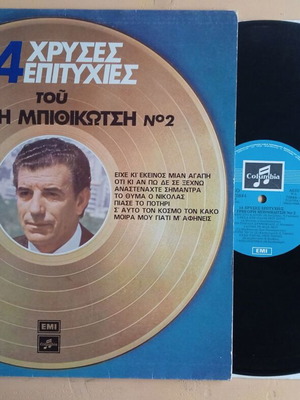 4 ΧΡΥΣΕΣ
ΕΠΙΤΥΧΙΕΣ
τοῦ
Η ΜΠΙΘΙΚΩΤΣΗ Νο2
ΕΙΧΕ ΚΙ ΕΚΕΙΝΟΣ ΜΙΑΝ ΑΓΑΠΗ
ΟΤΙ ΚΙ ΑΝ ΠΩ ΔΕ ΣΕ ΞΕΧΝΩ
ΑΝΑΣΤΕΝΑΧΤΕ ΣΗΜΑΝΤΡΑ
ΤΟ ΘΥΜΑ Ο ΝΙΚΟΛΑΣ
ΠΙΑΣΕ ΤΟ ΠΟΤΗΡΙ
Σ' ΑΥΤΟ ΤΟΝ ΚΟΣΜΟ ΤΟΝ ΚΑΚΟ
ΜΟΙΡΑ ΜΟΥ ΓΙΑΤΙ Μ' ΑΦΗΝΕΙΣ
EMI
Columbia
EMI